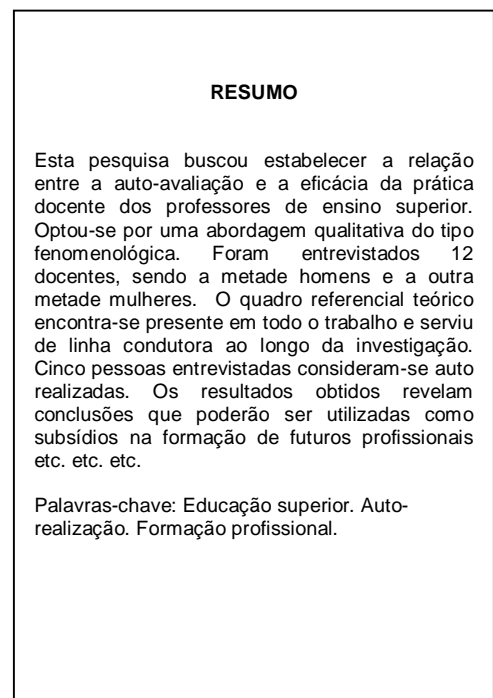 RESUMO
Esta pesquisa buscou estabelecer a relação
entre a auto-avaliação e a eficácia da prática
docente dos professores de ensino superior.
Optou-se por uma abordagem qualitativa do tipo
fenomenológica. Foram entrevistados 12
docentes, sendo a metade homens e a outra
metade mulheres. O quadro referencial teórico
encontra-se presente em todo o trabalho e serviu
de linha condutora ao longo da investigação.
Cinco pessoas entrevistadas consideram-se auto
realizadas. Os resultados obtidos revelam
conclusões que poderão ser utilizadas como
subsídios na formação de futuros profissionais
etc. etc. etc.
Palavras-chave: Educação superior. Auto-
realização. Formação profissional.